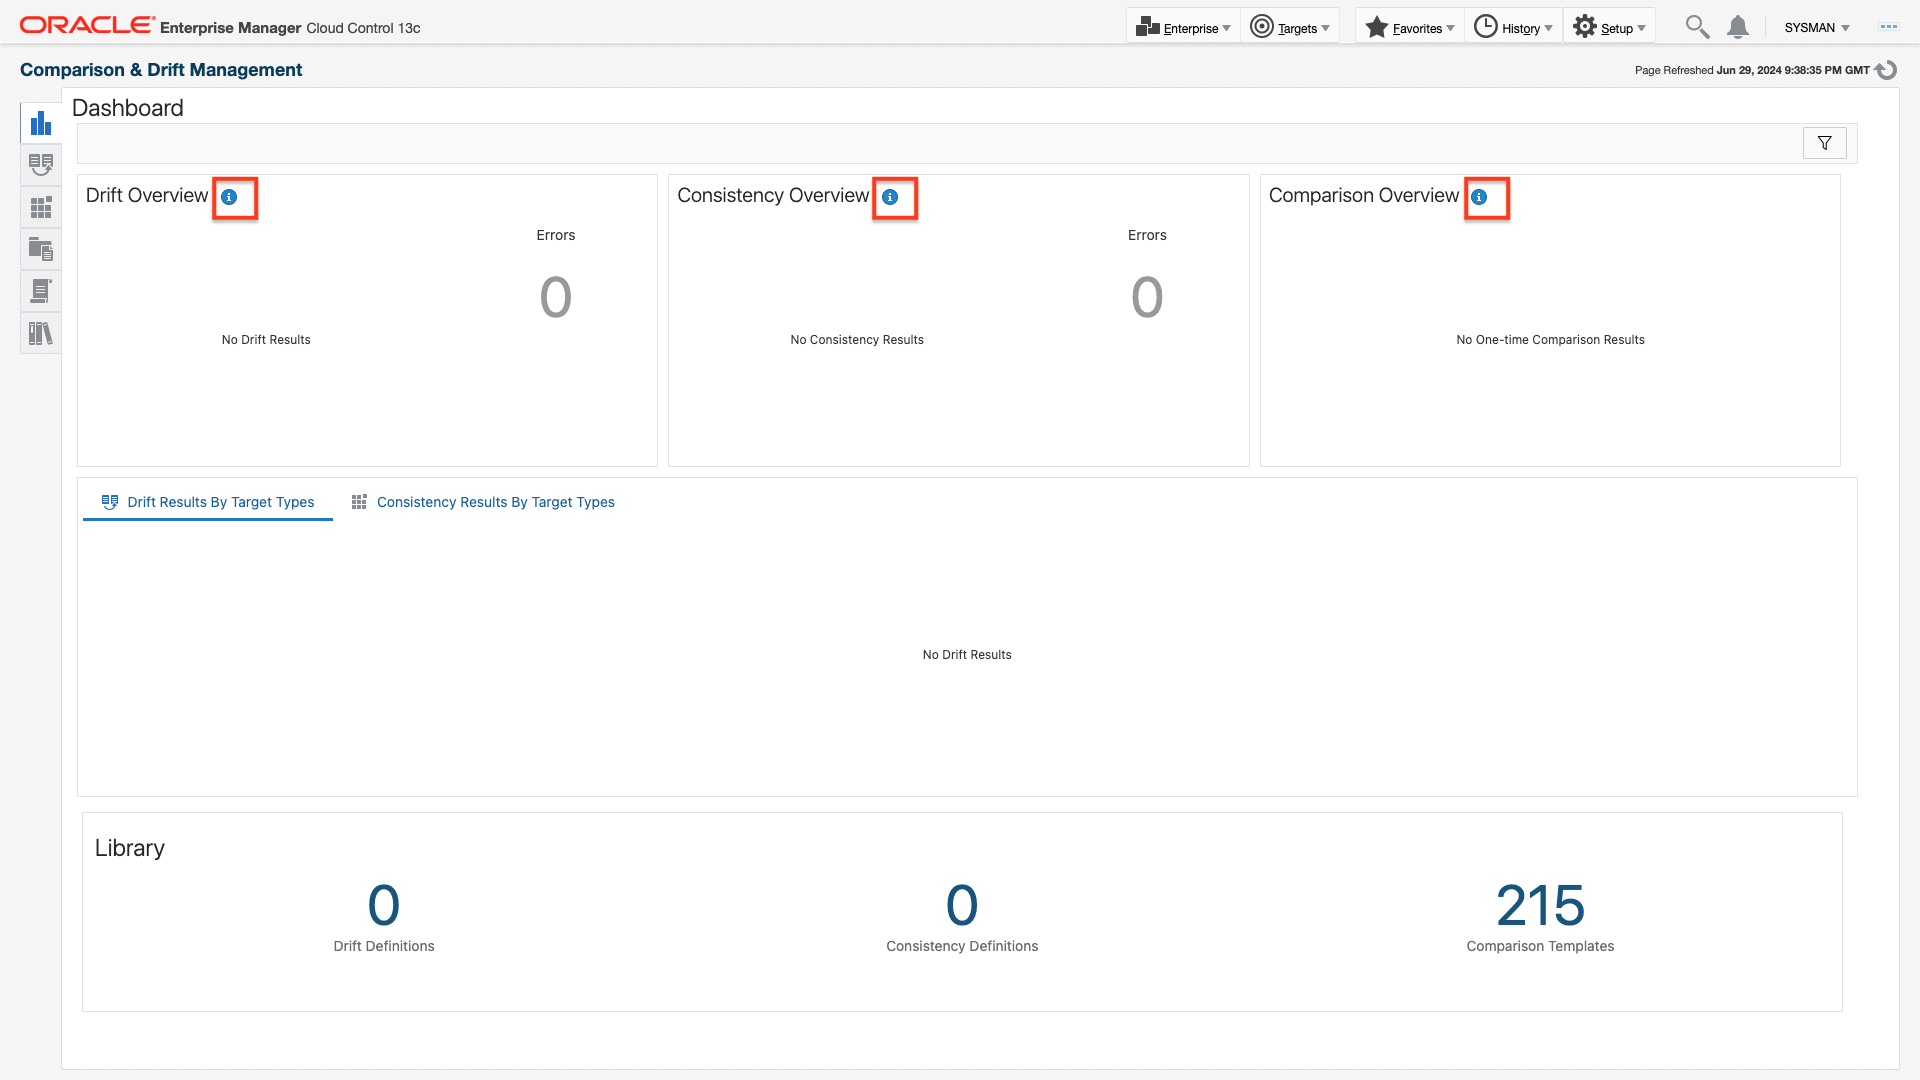 ORACLE Enterprise Manager Cloud Control 13c
Enterprise Targets Favorites History Setup SYSMAN
Comparison & Drift Management
Page Refreshed Jun 29, 2024 9:38:35 PM GMT
Dashboard
Drift Overview
Errors
0
No Drift Results
Consistency Overview
Errors
0
No Consistency Results
Comparison Overview
No One-time Comparison Results
Drift Results By Target Types
Consistency Results By Target Types
No Drift Results
Library
0
Drift Definitions
0
Consistency Definitions
215
Comparison Templates